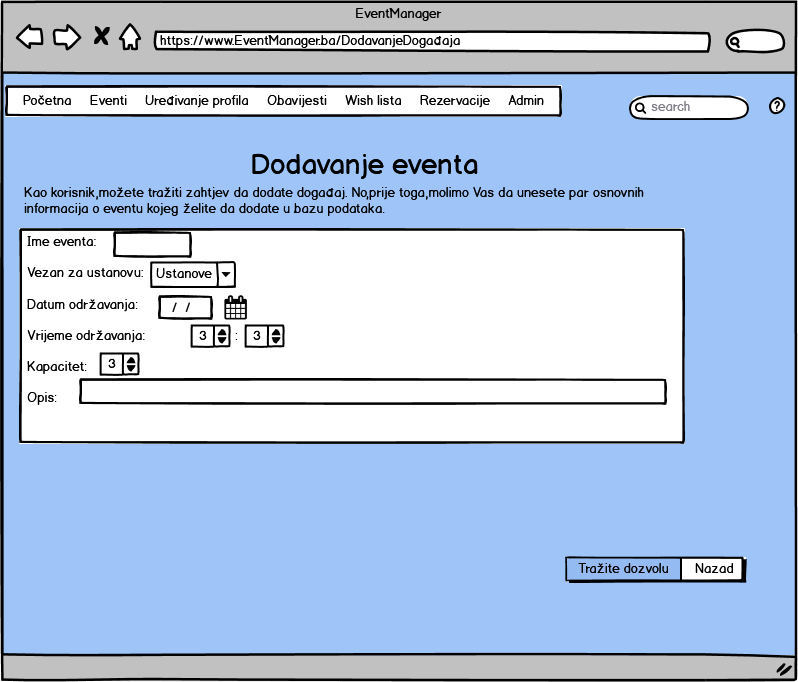 EventManager
https://www.EventManager.ba/DodavanjeDogađaja
Početna Eventi Uređivanje profila Obavijesti Wish lista Rezervacije Admin
search
?
Dodavanje eventa
Kao korisnik,možete tražiti zahtjev da dodate događaj. No,prije toga,molimo Vas da unesete par osnovnih
informacija o eventu kojeg želite da dodate u bazu podataka.
Ime eventa:
Vezan za ustanovu: Ustanove
Datum održavanja: / /
Vrijeme održavanja: 3 : 3
Kapacitet: 3
Opis:
Tražite dozvolu Nazad